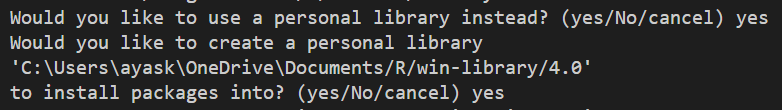 Would you like to use a personal library instead? (yes/No/cancel) yes
Would you like to create a personal library
'C:\Users\ayask\OneDrive\Documents/R/win-library/4.0'
to install packages into? (yes/No/cancel) yes